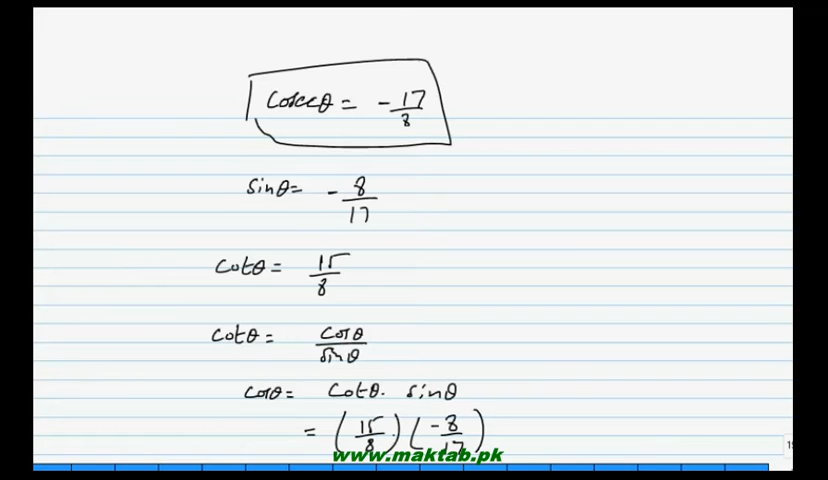 cosecθ = - 17/8
sinθ = - 8/17
cotθ = 15/8
cotθ = cosθ/sinθ
cosθ = cotθ. sinθ
= (15/8)(-8/17)
www.maktab.pk